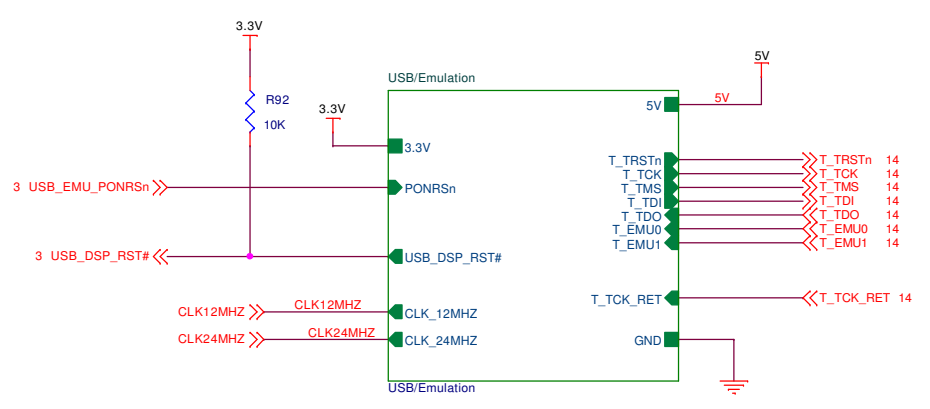 3.3V
5V
USB/Emulation
R92
5V
5V
3.3V
10K
3.3V
T_TRSTn
T_TRSTn 14
T_TCK
T_TCK 14
3 USB_EMU_PONRSn
PONRSn
T_TMS
T_TMS 14
T_TDI
T_TDI 14
T_TDO
T_TDO 14
T_EMU0
T_EMU0 14
T_EMU1
T_EMU1 14
3 USB_DSP_RST#
USB_DSP_RST#
T_TCK_RET
T_TCK_RET 14
CLK12MHZ
CLK12MHZ
CLK_12MHZ
CLK24MHZ
CLK24MHZ
CLK_24MHZ
GND
USB/Emulation